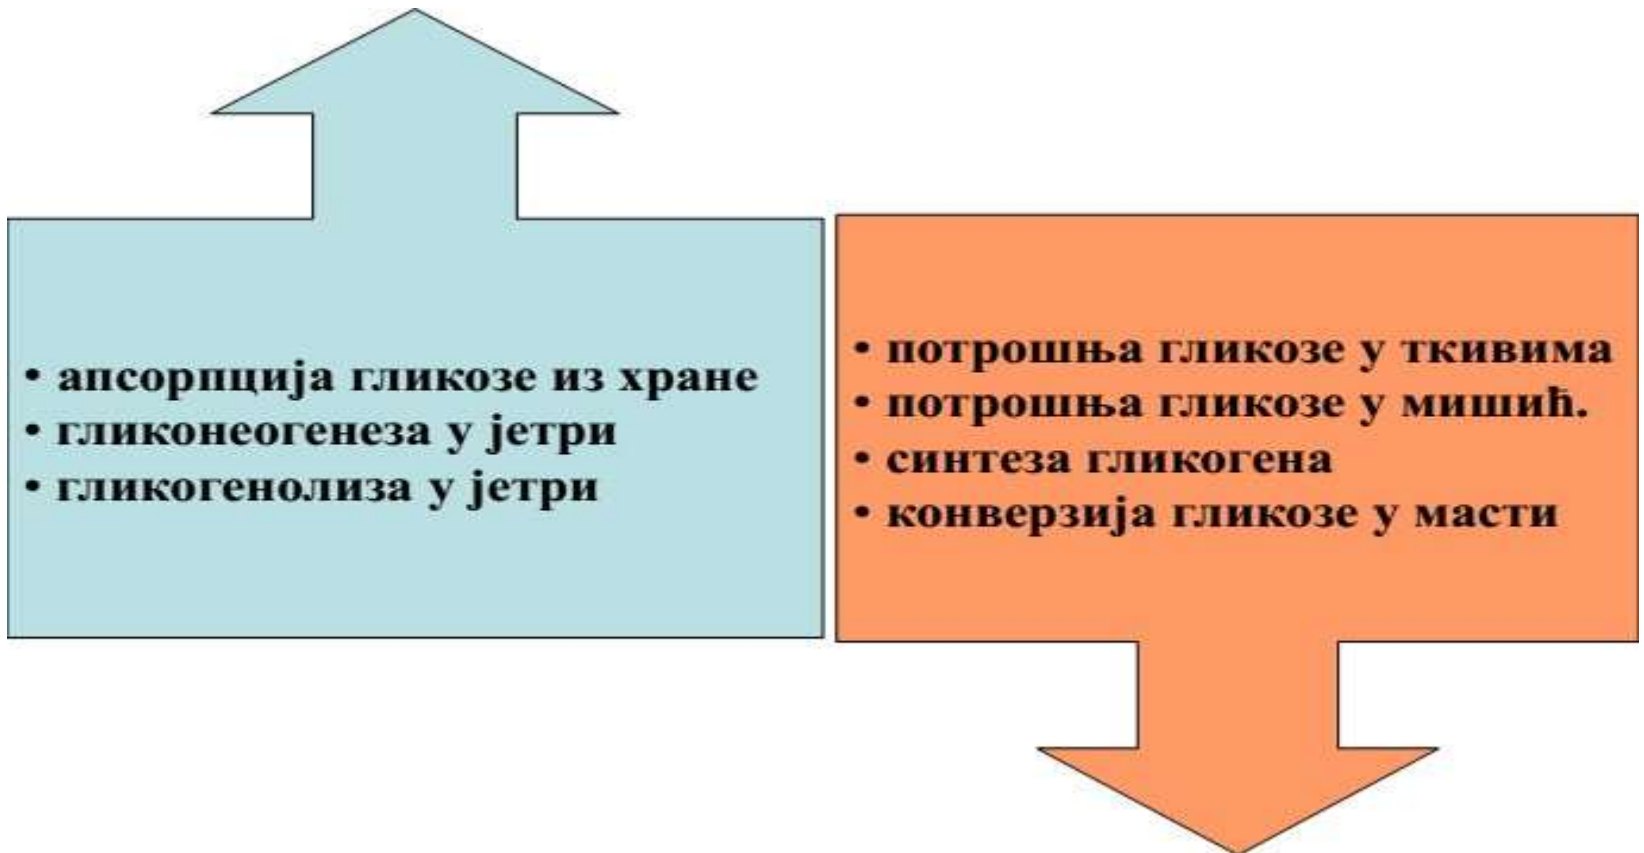 • апсорпција гликозе из хране
• гликонеогенеза у јетри
• гликогенолиза у јетри
• потрошња гликозе у ткивима
• потрошња гликозе у мишић.
• синтеза гликогена
• конверзија гликозе у масти